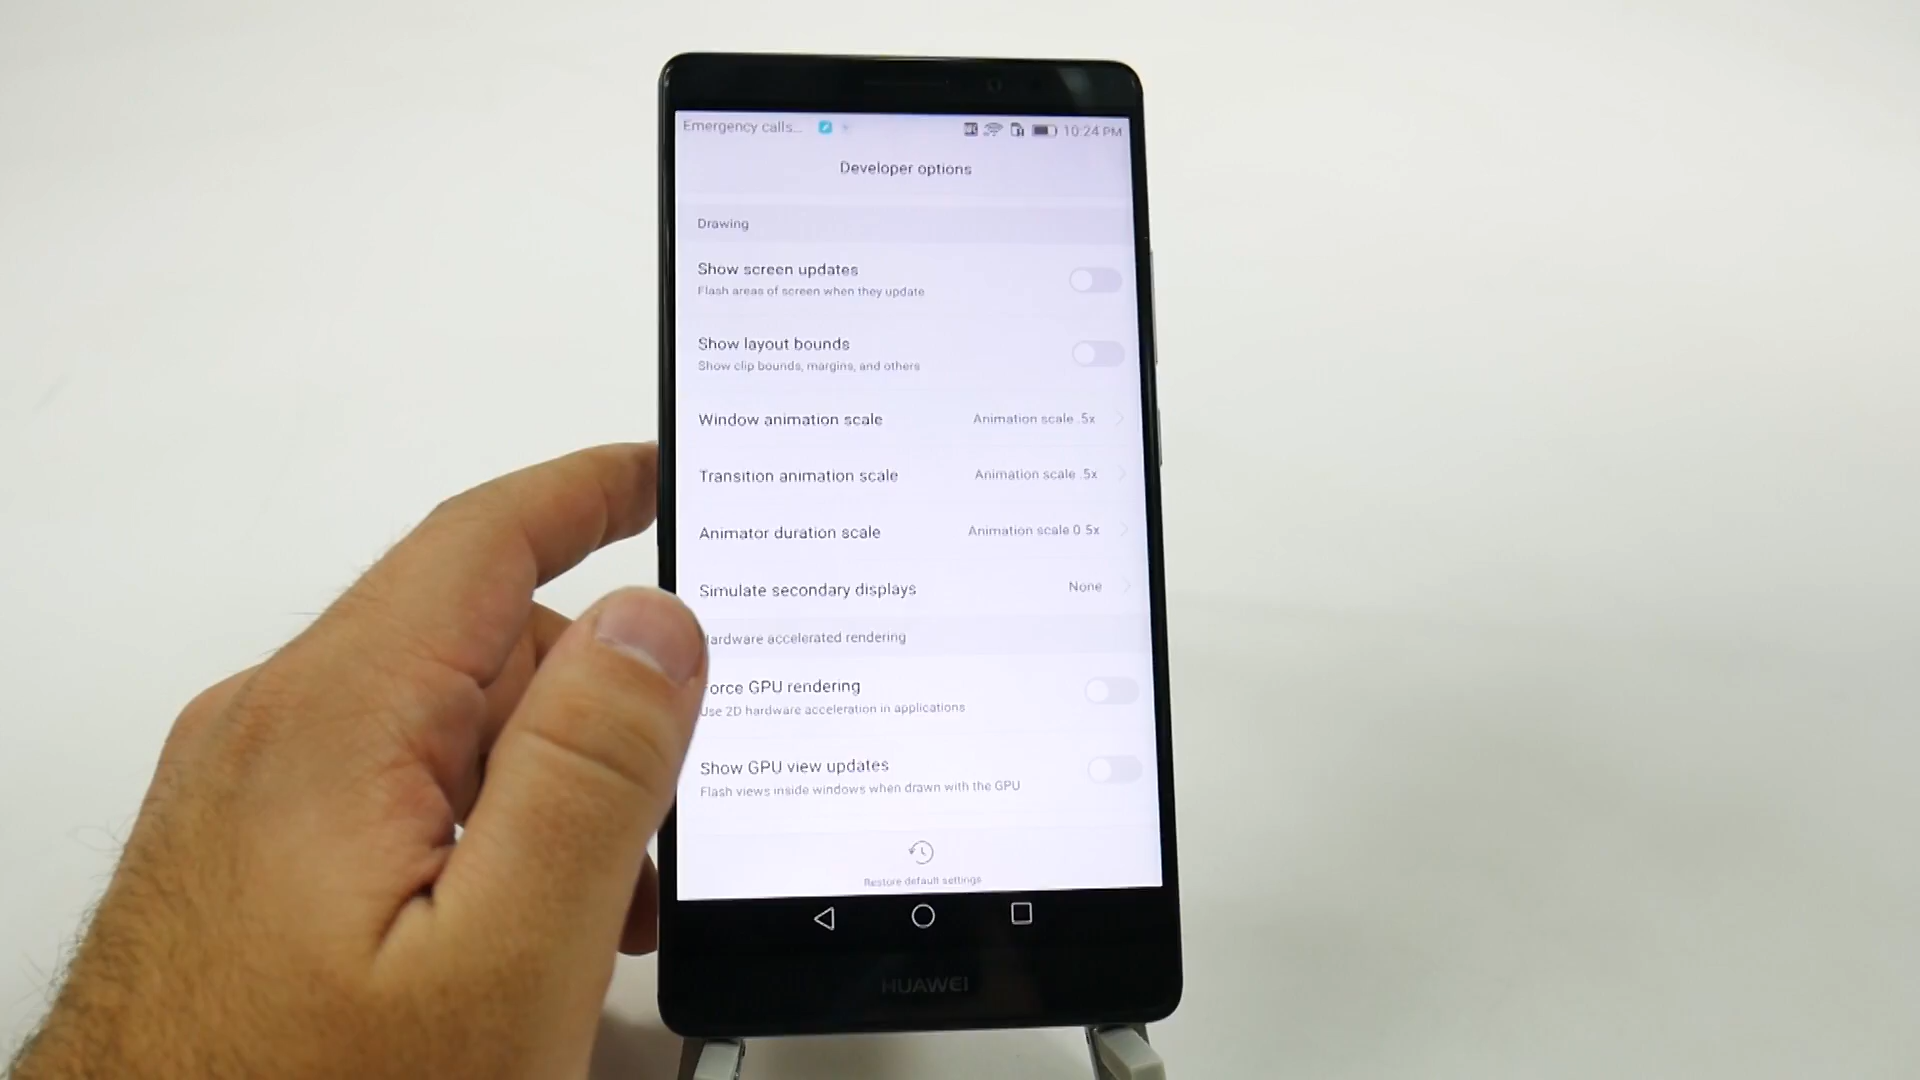 Emergency calls...
10:24 PM
Developer options
Drawing
Show screen updates
Flash areas of screen when they update
Show layout bounds
Show clip bounds, margins, and others
Window animation scale Animation scale .5x
Transition animation scale Animation scale .5x
Animator duration scale Animation scale 0.5x
Simulate secondary displays None
Hardware accelerated rendering
Force GPU rendering
Use 2D hardware acceleration in applications
Show GPU view updates
Flash views inside windows when drawn with the GPU
Restore default settings
HUAWEI